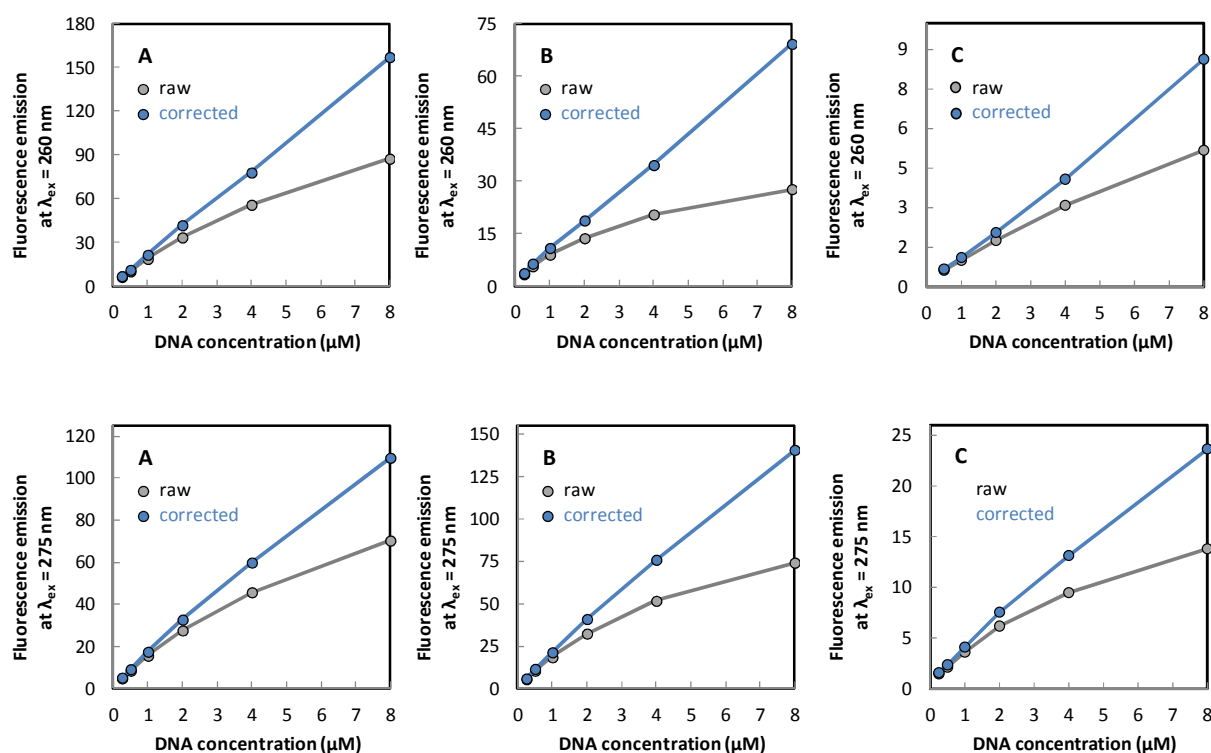 Fluorescence emission
at λex = 260 nm
180
150
120
90
60
30
0
A
raw
corrected
0 1 2 3 4 5 6 7 8
DNA concentration (µM)
Fluorescence emission
at λex = 260 nm
75
60
45
30
15
0
B
raw
corrected
0 1 2 3 4 5 6 7 8
DNA concentration (µM)
Fluorescence emission
at λex = 260 nm
9
8
6
5
3
2
0
C
raw
corrected
0 1 2 3 4 5 6 7 8
DNA concentration (µM)
Fluorescence emission
at λex = 275 nm
120
100
80
60
40
20
0
A
raw
corrected
0 1 2 3 4 5 6 7 8
DNA concentration (µM)
Fluorescence emission
at λex = 275 nm
150
125
100
75
50
25
0
B
raw
corrected
0 1 2 3 4 5 6 7 8
DNA concentration (µM)
Fluorescence emission
at λex = 275 nm
25
20
15
10
5
0
C
raw
corrected
0 1 2 3 4 5 6 7 8
DNA concentration (µM)